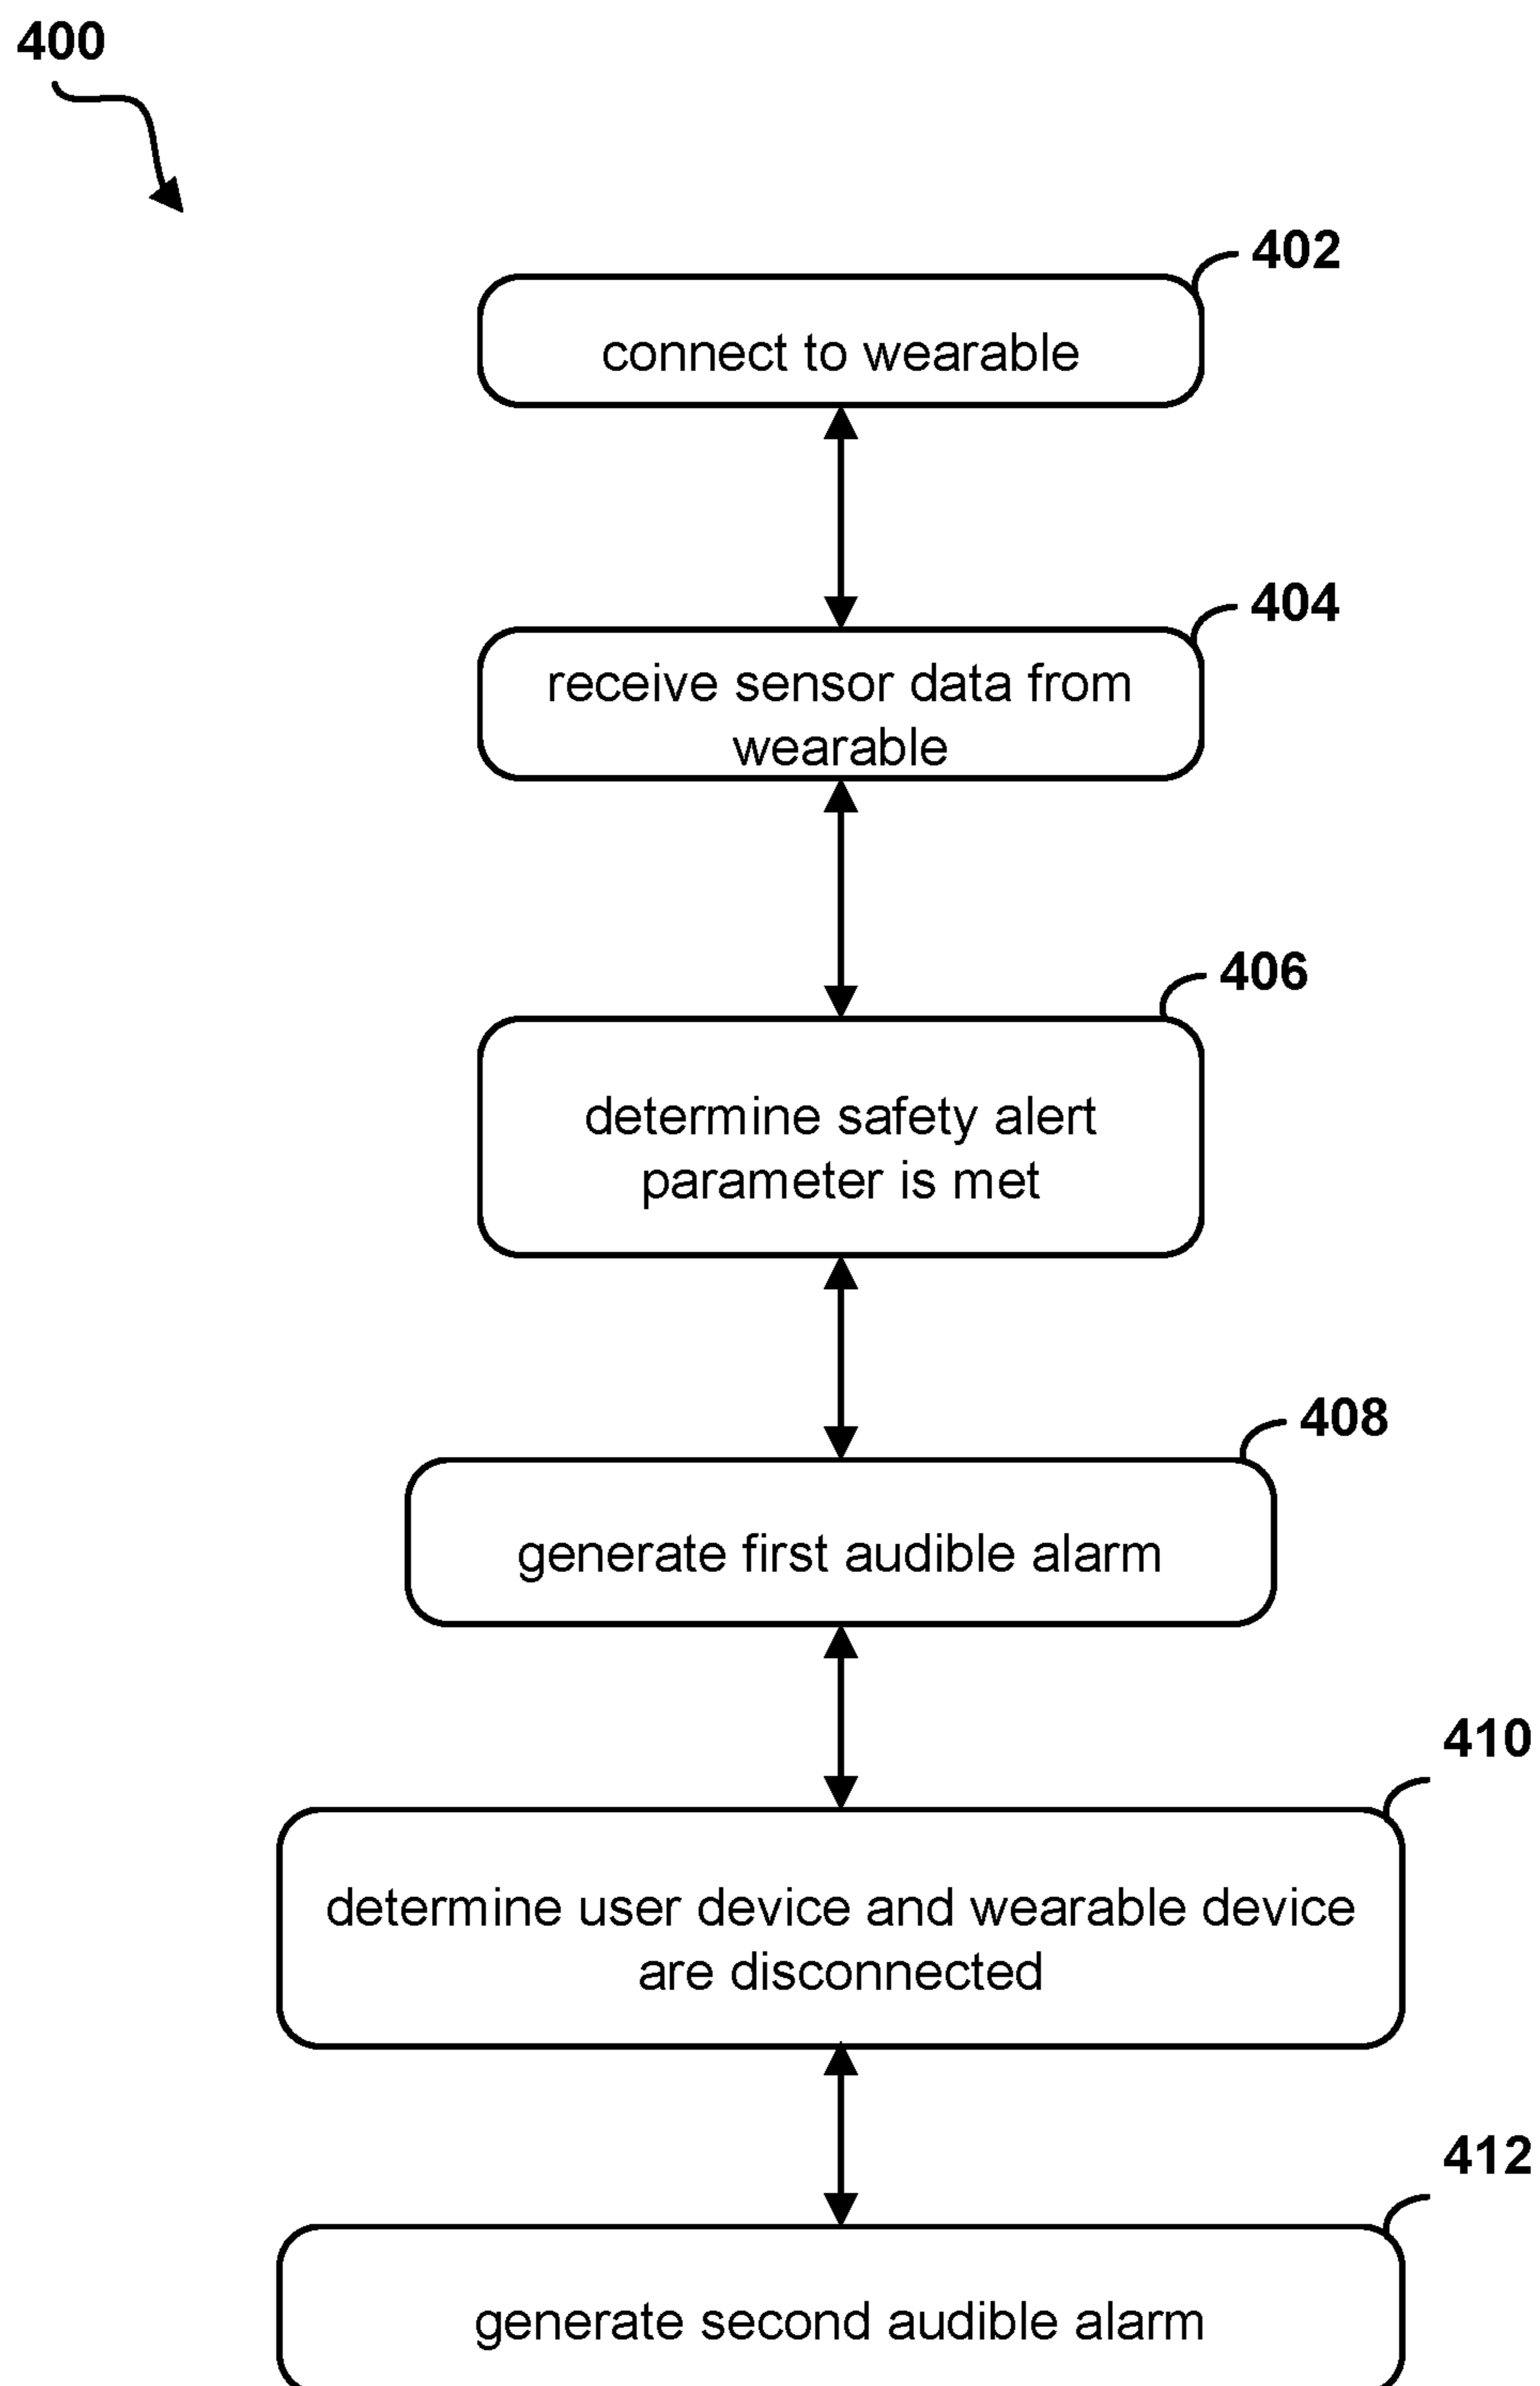 400
402
connect to wearable
404
receive sensor data from
wearable
406
determine safety alert
parameter is met
408
generate first audible alarm
410
determine user device and wearable device
are disconnected
412
generate second audible alarm